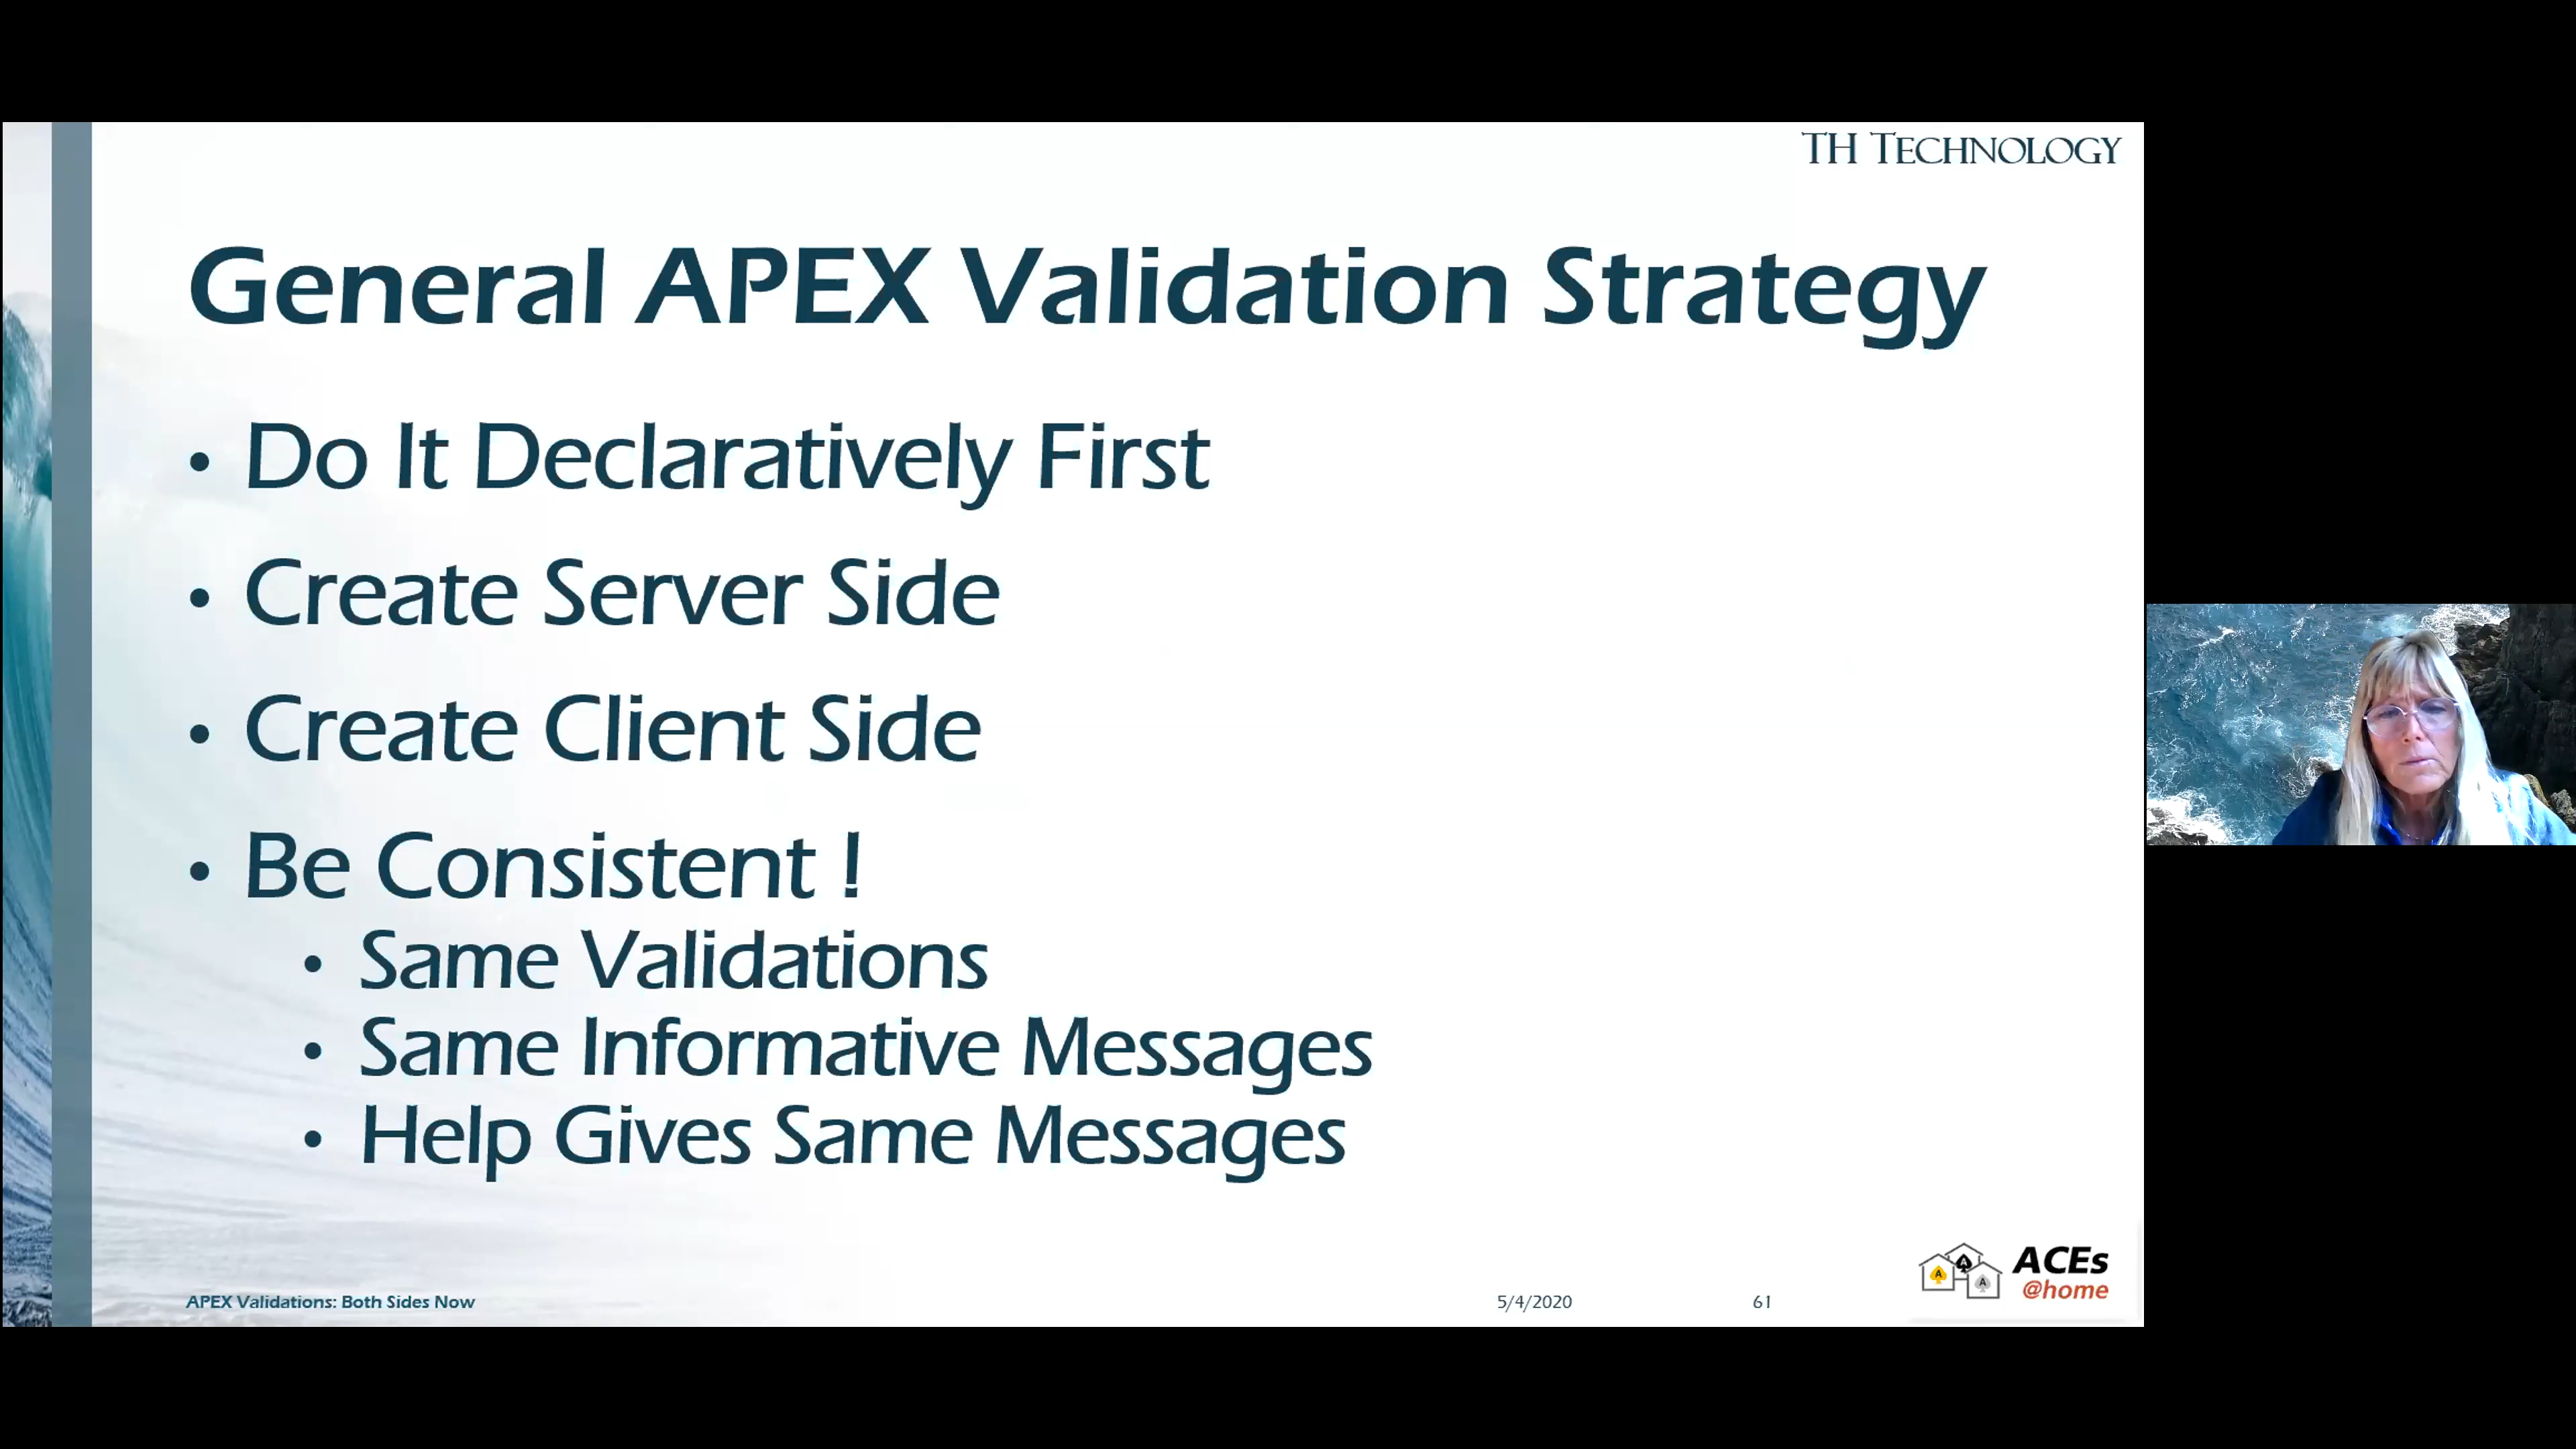 TH TECHNOLOGY
General APEX Validation Strategy
• Do It Declaratively First
• Create Server Side
• Create Client Side
• Be Consistent !
• Same Validations
• Same Informative Messages
• Help Gives Same Messages
APEX Validations: Both Sides Now
5/4/2020
61
A A A
ACEs
@home